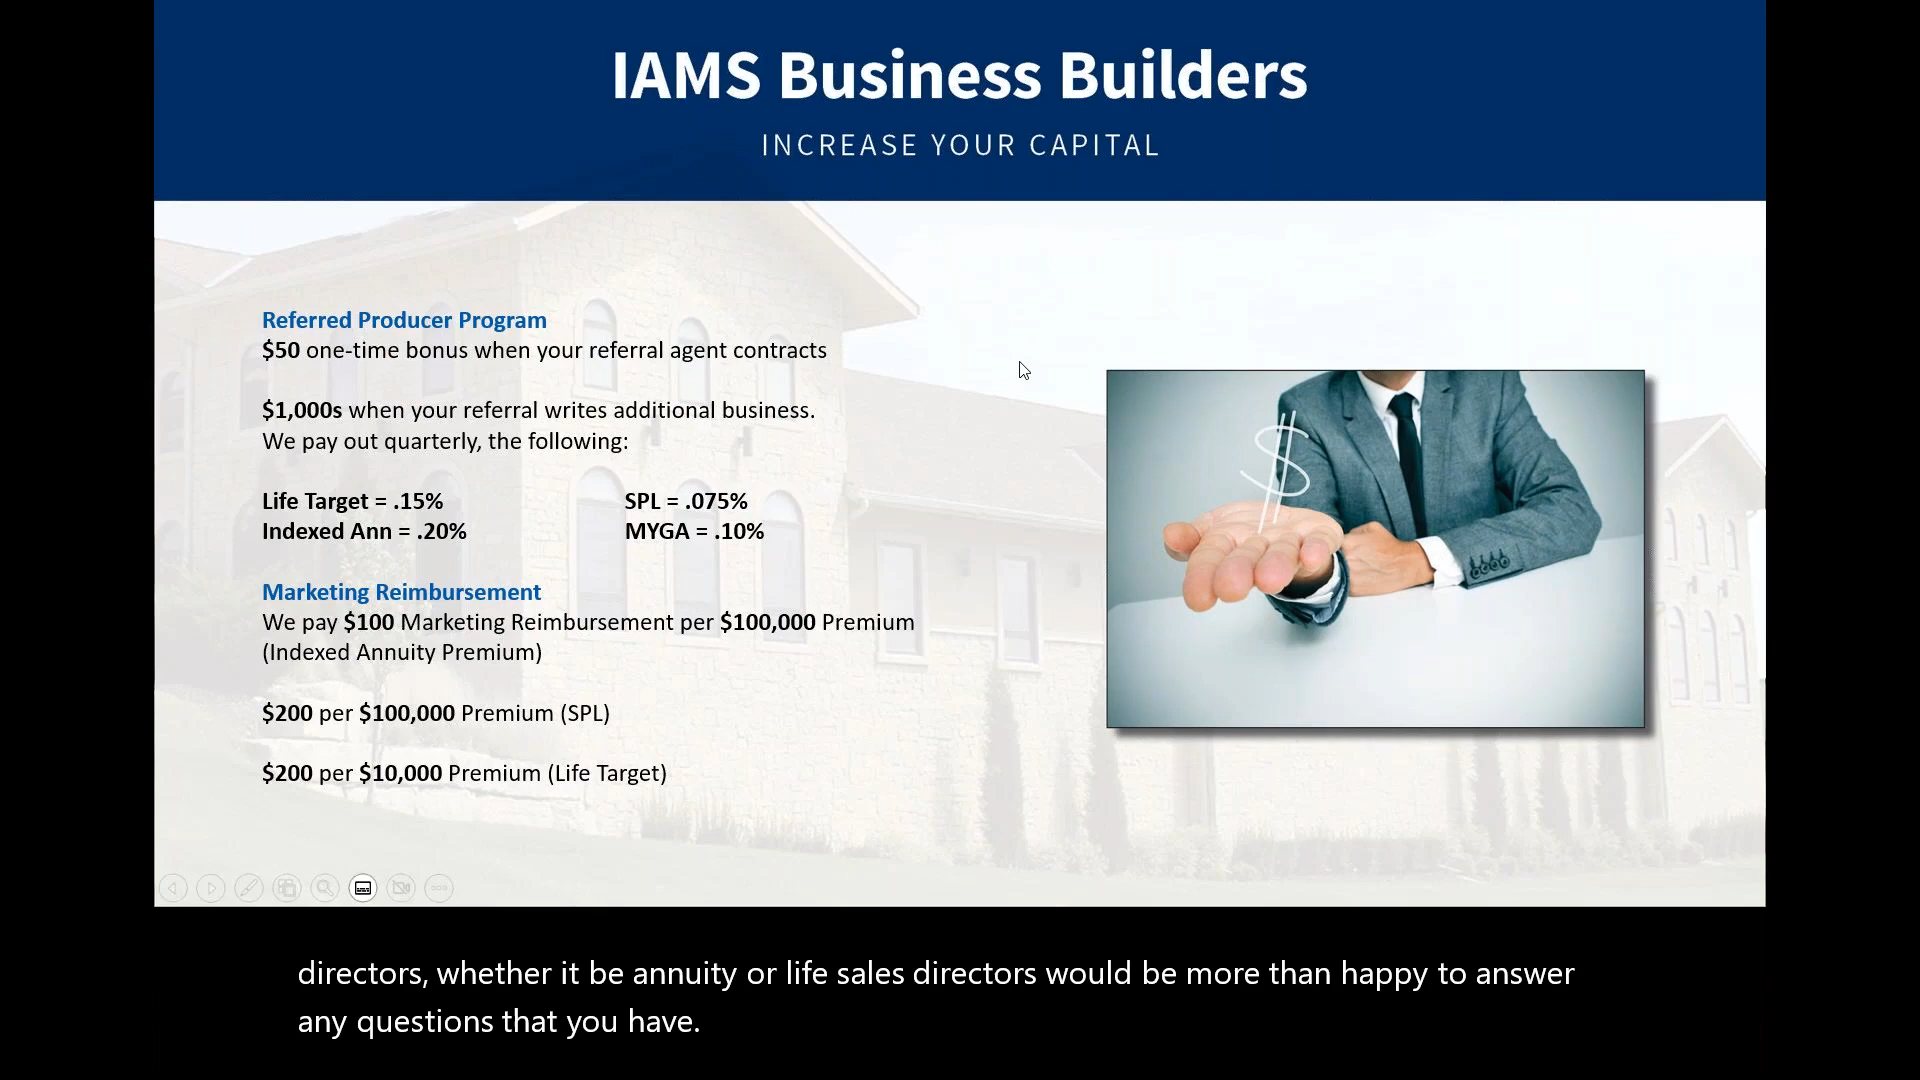 IAMS Business Builders
INCREASE YOUR CAPITAL
Referred Producer Program
$50 one-time bonus when your referral agent contracts
$1,000s when your referral writes additional business.
We pay out quarterly, the following:
Life Target = .15% SPL = .075%
Indexed Ann = .20% MYGA = .10%
Marketing Reimbursement
We pay $100 Marketing Reimbursement per $100,000 Premium
(Indexed Annuity Premium)
$200 per $100,000 Premium (SPL)
$200 per $10,000 Premium (Life Target)
$
directors, whether it be annuity or life sales directors would be more than happy to answer
any questions that you have.